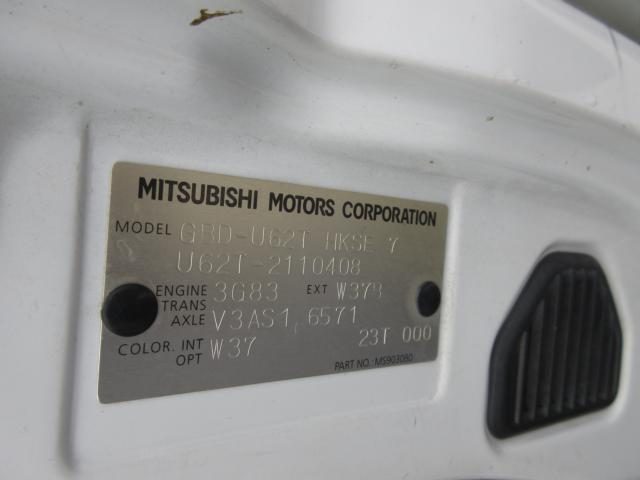 MITSUBISHI MOTORS CORPORATION
MODEL GBD-U62T HKSE 7
U62T-2110408
ENGINE 3G83 EXT W37B
TRANS AXLE V3AS1, 6571
23T 000
COLOR. INT OPT W37
PART NO.: MS903080